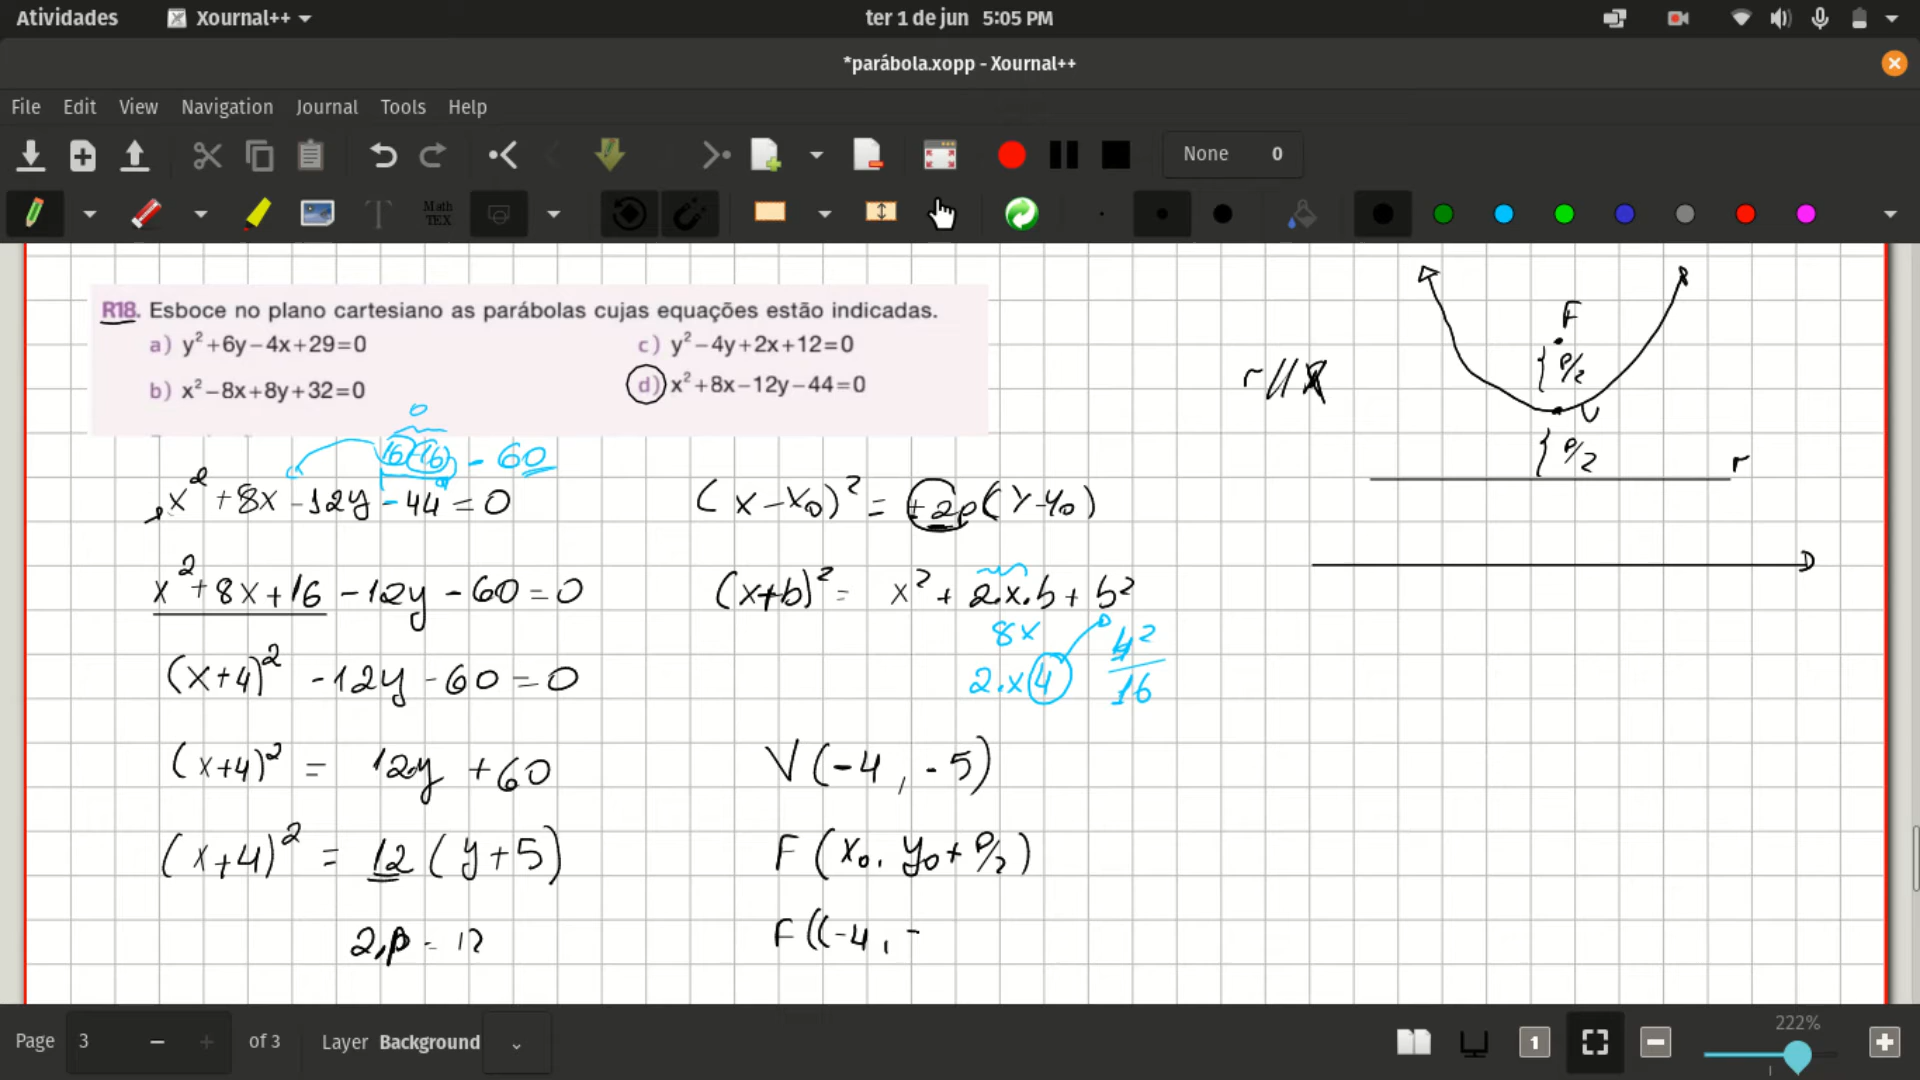 Atividades
Xournal++
ter 1 de jun 5:05 PM
*parábola.xopp - Xournal++
File Edit View Navigation Journal Tools Help
None 0
T Math TEX
R18. Esboce no plano cartesiano as parábolas cujas equações estão indicadas.
a) y²+6y−4x+29=0
c) y²−4y+2x+12=0
b) x²−8x+8y+32=0
d) x²+8x−12y−44=0
0
16-16 - 60
x² + 8x - 12y - 44 = 0
(x - x₀)² = +2p(y - y₀)
x² + 8x + 16 - 12y - 60 = 0
(x+b)² = x² + 2.x.b + b²
8x 4²
(x+4)² - 12y - 60 = 0
2.x 4 16
(x+4)² = 12y + 60
V(-4, -5)
(x+4)² = 12(y+5)
F(x₀, y₀ + p/2)
2.p = 12
F((-4, -
r//x
F
p/2
V
p/2
r
Page 3 of 3 Layer Background
1
222%